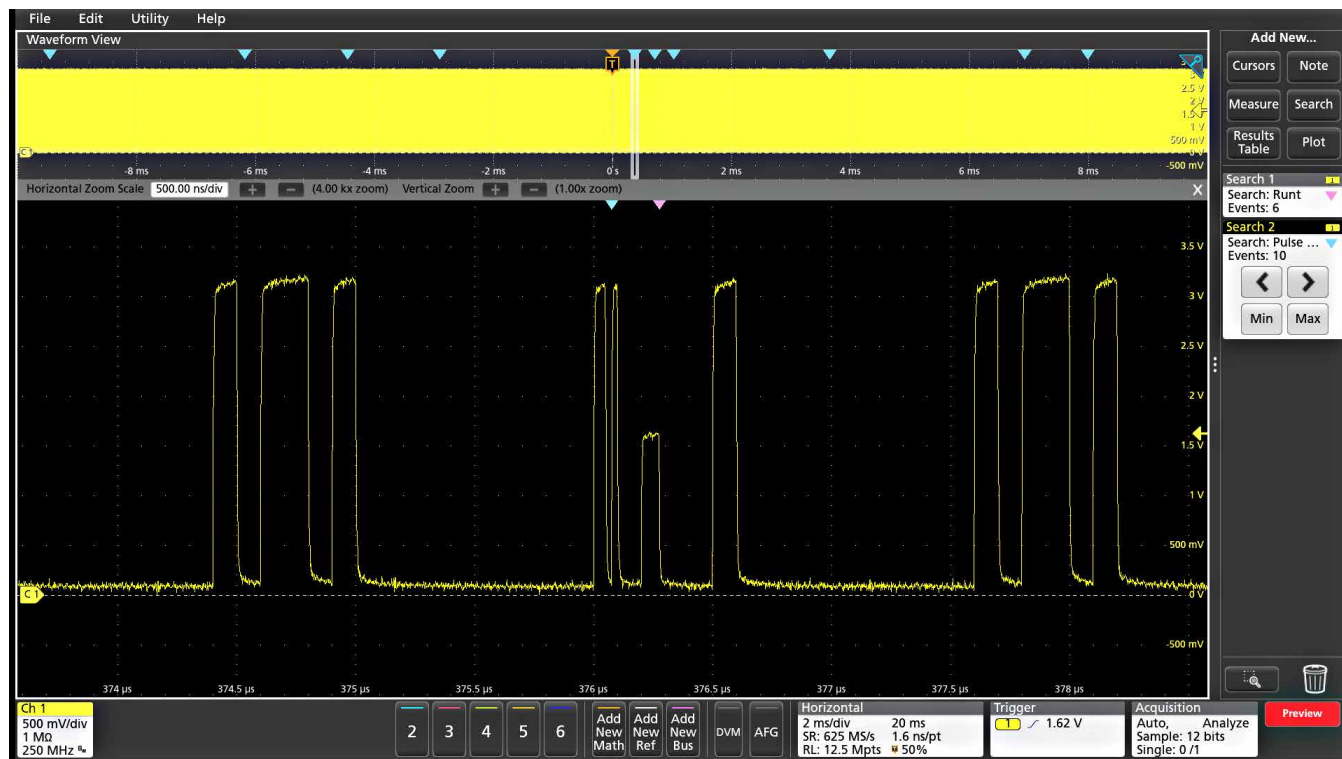 File Edit Utility Help
Waveform View
Add New...
Cursors Note
Measure Search
Results Table Plot
T
2.5 V
2 V
1.5 V
1 V
500 mV
0 V
-500 mV
C 1
-8 ms -6 ms -4 ms -2 ms 0 s 2 ms 4 ms 6 ms 8 ms
Horizontal Zoom Scale 500.00 ns/div + - (4.00 kx zoom) Vertical Zoom + - (1.00x zoom) X
Search 1 1
Search: Runt
Events: 6
Search 2 1
Search: Pulse ...
Events: 10
< >
Min Max
3.5 V
3 V
2.5 V
2 V
1.5 V
1 V
500 mV
0 V
-500 mV
C 1
374 µs 374.5 µs 375 µs 375.5 µs 376 µs 376.5 µs 377 µs 377.5 µs 378 µs
Ch 1
500 mV/div
1 MΩ
250 MHz
2 3 4 5 6
Add New Math
Add New Ref
Add New Bus
DVM AFG
Horizontal
2 ms/div 20 ms
SR: 625 MS/s 1.6 ns/pt
RL: 12.5 Mpts 50%
Trigger
1 1.62 V
Acquisition
Auto, Analyze
Sample: 12 bits
Single: 0 /1
Preview